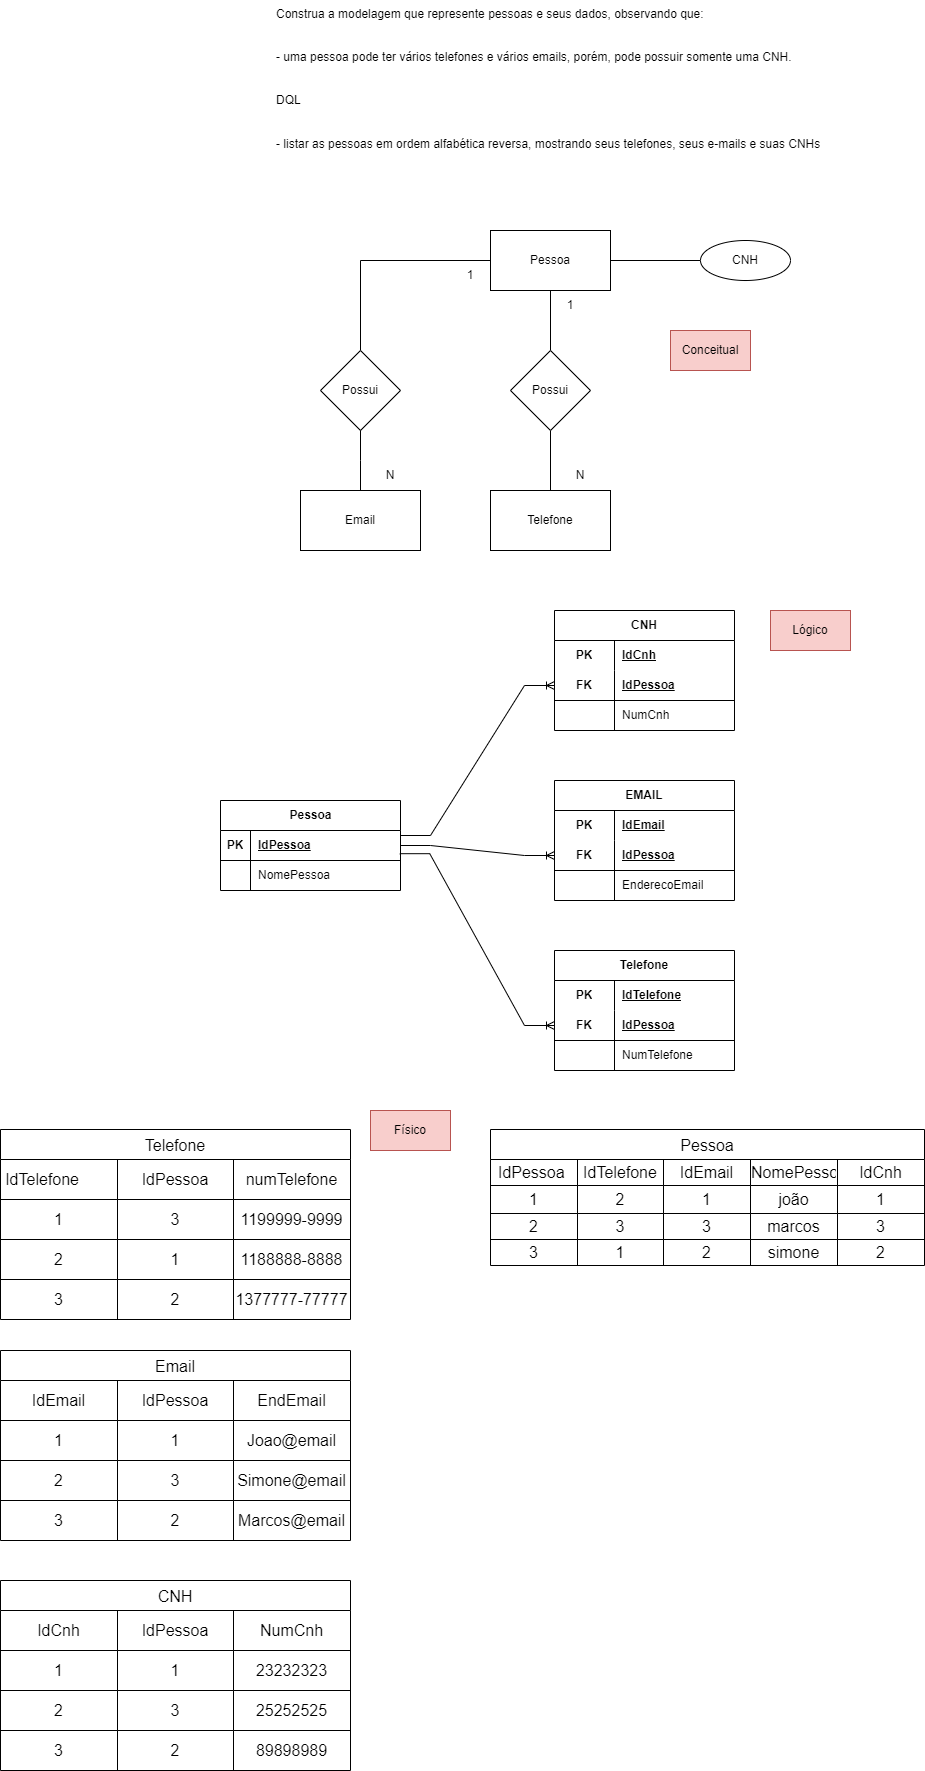 Construa a modelagem que represente pessoas e seus dados, observando que:
- uma pessoa pode ter vários telefones e vários emails, porém, pode possuir somente uma CNH.
DQL
- listar as pessoas em ordem alfabética reversa, mostrando seus telefones, seus e-mails e suas CNHs
Pessoa
CNH
1
1
Conceitual
Possui
Possui
N
N
Email
Telefone
CNH
Lógico
PK IdCnh
FK IdPessoa
NumCnh
EMAIL
PK IdEmail
FK IdPessoa
EnderecoEmail
Pessoa
PK IdPessoa
NomePessoa
Telefone
PK IdTelefone
FK IdPessoa
NumTelefone
Físico
Telefone
IdTelefone IdPessoa numTelefone
1 3 1199999-9999
2 1 1188888-8888
3 2 1377777-77777
Pessoa
IdPessoa IdTelefone IdEmail NomePesso IdCnh
1 2 1 joão 1
2 3 3 marcos 3
3 1 2 simone 2
Email
IdEmail IdPessoa EndEmail
1 1 Joao@email
2 3 Simone@email
3 2 Marcos@email
CNH
IdCnh IdPessoa NumCnh
1 1 23232323
2 3 25252525
3 2 89898989